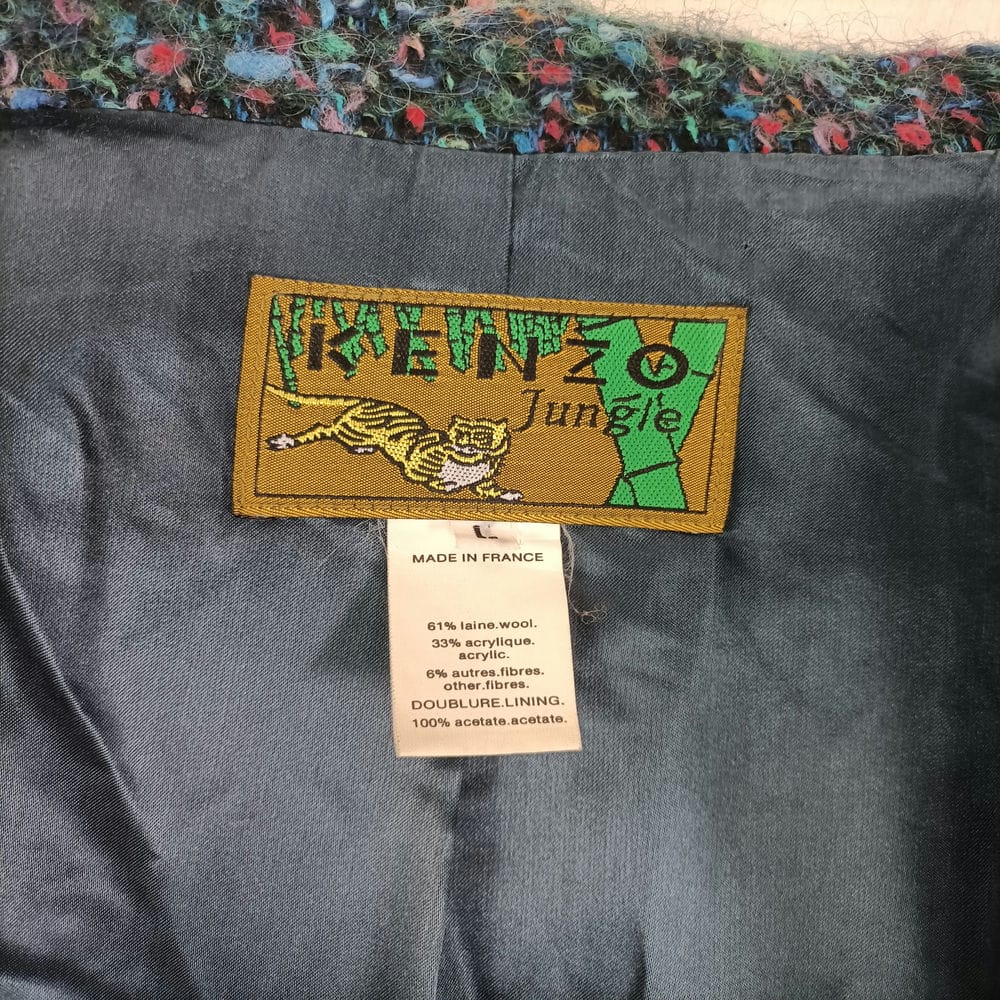 KENZO
Jungle
L
MADE IN FRANCE
61% laine.wool.
33% acrylique.
acrylic.
6% autres.fibres.
other.fibres.
DOUBLURE.LINING.
100% acetate.acetate.